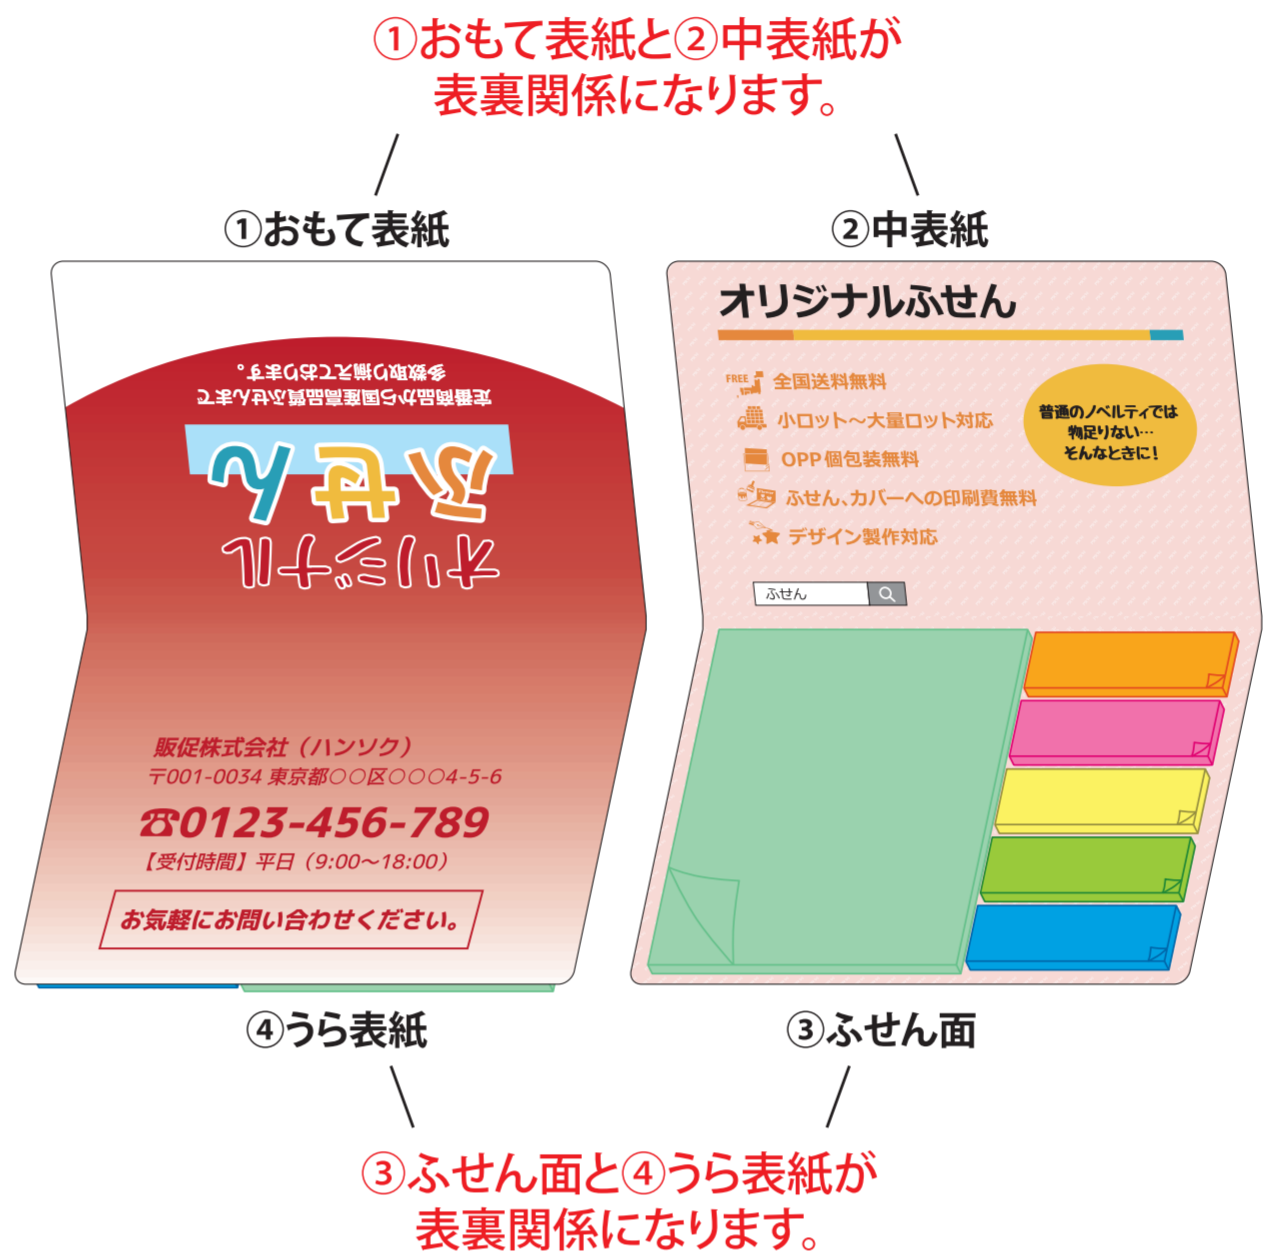 ①おもて表紙と②中表紙が
表裏関係になります。
①おもて表紙
②中表紙
オリジナル
ふせん
定番商品から国産高品質ふせんまで
多数取り揃えております。
販促株式会社（ハンソク）
〒001-0034 東京都○○区○○○4-5-6
☎0123-456-789
【受付時間】平日（9:00〜18:00）
お気軽にお問い合わせください。
オリジナルふせん
FREE
全国送料無料
小ロット〜大量ロット対応
OPP個包装無料
ふせん、カバーへの印刷費無料
デザイン製作対応
普通のノベルティでは
物足りない…
そんなときに！
ふせん
④うら表紙
③ふせん面
③ふせん面と④うら表紙が
表裏関係になります。